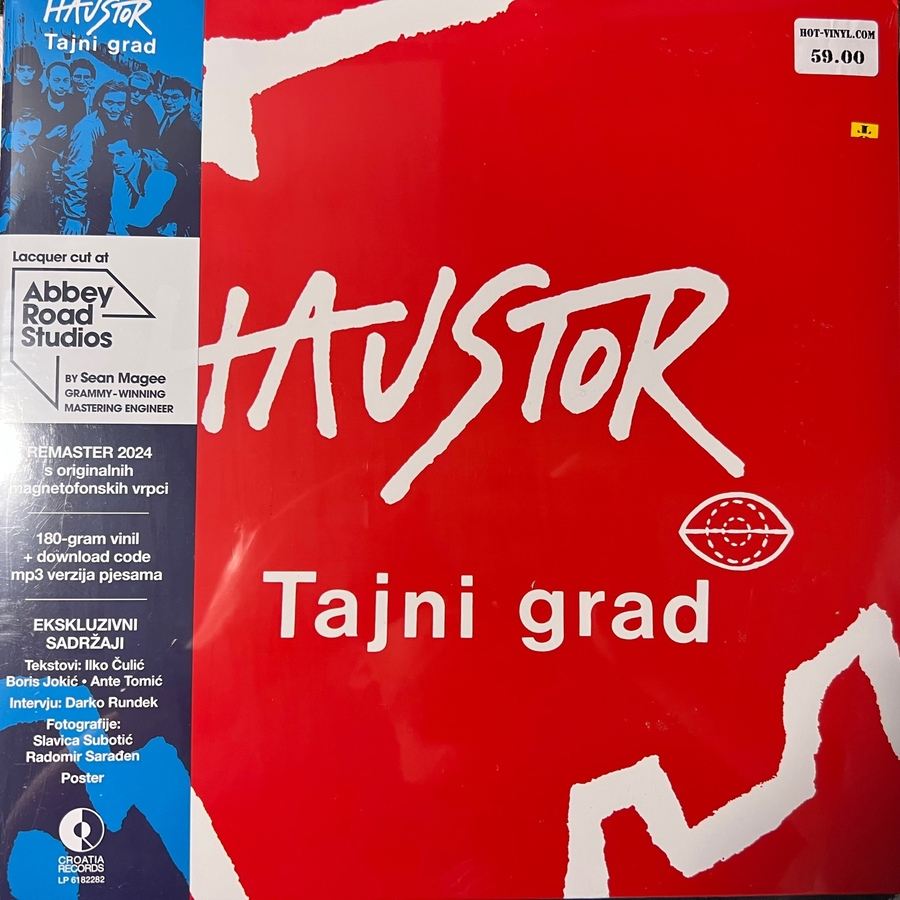 HAUSTOR
Tajni grad
Lacquer cut at
Abbey
Road
Studios
BY Sean Magee
GRAMMY-WINNING
MASTERING ENGINEER
REMASTER 2024
s originalnih
magnetofonskih vrpci
180-gram vinil
+ download code
mp3 verzija pjesama
EKSKLUZIVNI
SADRŽAJI
Tekstovi: Ilko Čulić
Boris Jokić • Ante Tomić
Intervju: Darko Rundek
Fotografije:
Slavica Subotić
Radomir Sarađen
Poster
CROATIA
RECORDS
LP 6182282
HOT-VINYL.COM
59.00
T
HAUSTOR
Tajni grad